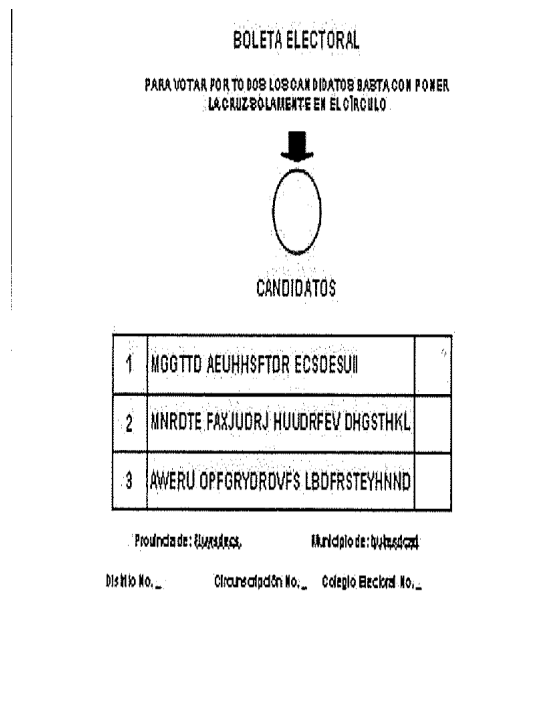 BOLETA ELECTORAL
PARA VOTAR POR TODOS LOS CANDIDATOS BASTA CON PONER
LA CRUZ SOLAMENTE EN EL CÍRCULO
CANDIDATOS
1 MGGTTD AEUHHSFTDR ECSDESUII
2 MNRDTE FAXJUDRJ HUUDRFEV DHGSTHKL
3 AWERU OPFGRYDRDVFS LBDFRSTEYHNND
Provincia de:
Municipio de:
Distrito No. _ Circunscripción No. _ Colegio Electoral No. _